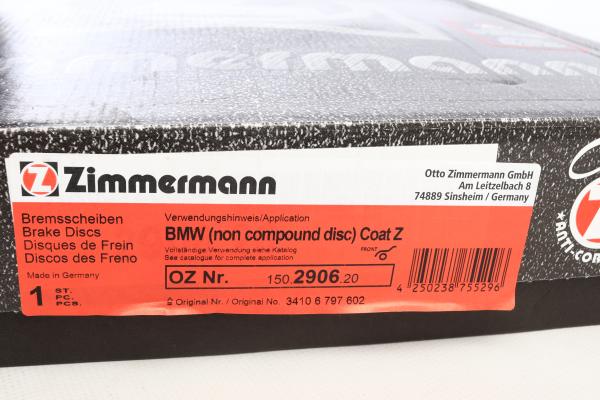 Zimmermann
Otto Zimmermann GmbH
Am Leitzelbach 8
74889 Sinsheim / Germany
Bremsscheiben
Brake Discs
Disques de Frein
Discos des Freno
Made in Germany
1 ST.
PC.
PCS.
Verwendungshinweis/Application
BMW (non compound disc) Coat Z
Vollständige Verwendung siehe Katalog
See catalogue for complete application
FRONT
OZ Nr. 150.2906.20
≙ Original Nr. / Original No. 3410 6 797 602
4 250238 755296
Z
ANTI-COR